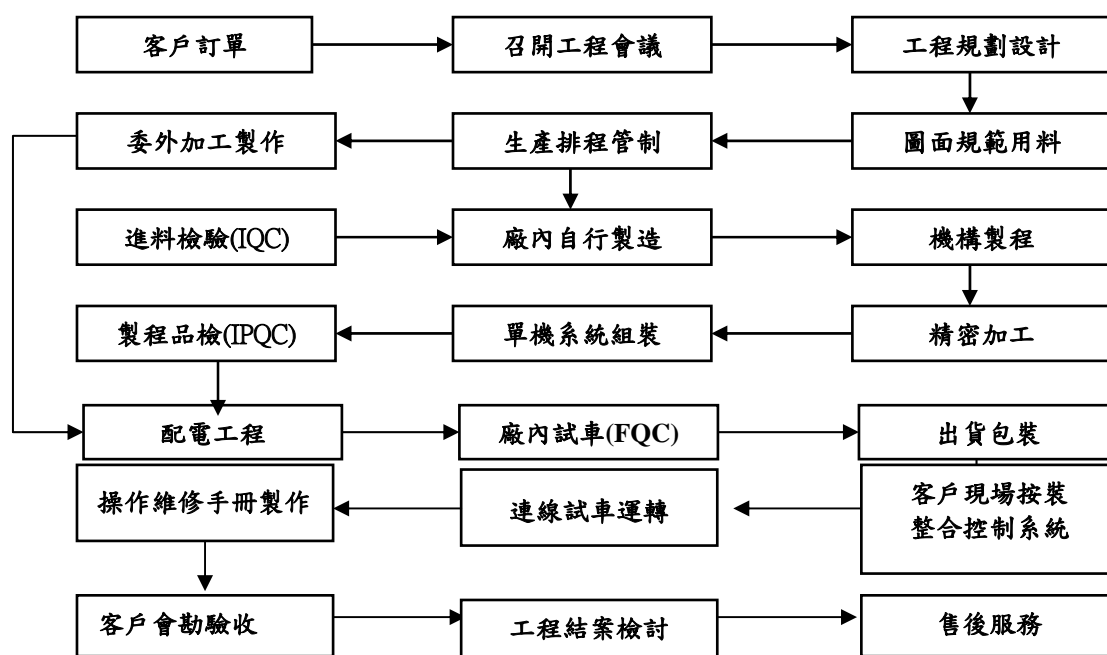 客戶訂單
召開工程會議
工程規劃設計
委外加工製作
生產排程管制
圖面規範用料
進料檢驗(IQC)
廠內自行製造
機構製程
製程品檢(IPQC)
單機系統組裝
精密加工
配電工程
廠內試車(FQC)
出貨包裝
操作維修手冊製作
連線試車運轉
客戶現場按裝
整合控制系統
客戶會勘驗收
工程結案檢討
售後服務